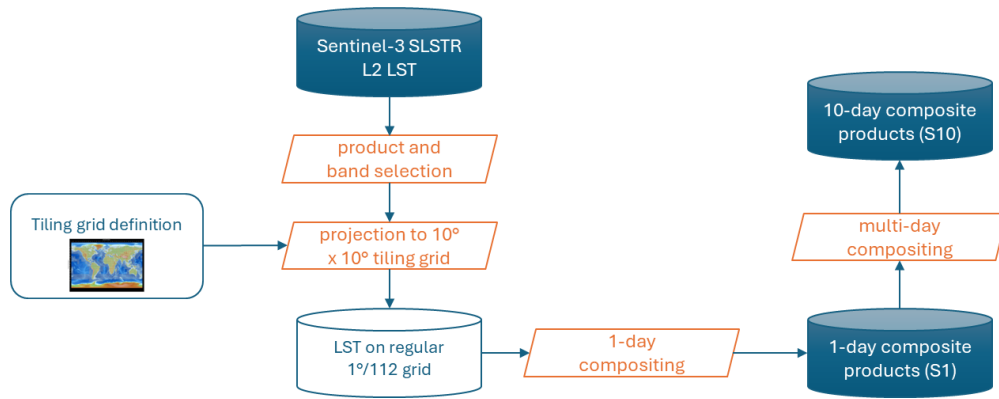 Sentinel-3 SLSTR
L2 LST
product and
band selection
Tiling grid definition
projection to 10°
x 10° tiling grid
LST on regular
1°/112 grid
1-day
compositing
1-day composite
products (S1)
multi-day
compositing
10-day composite
products (S10)